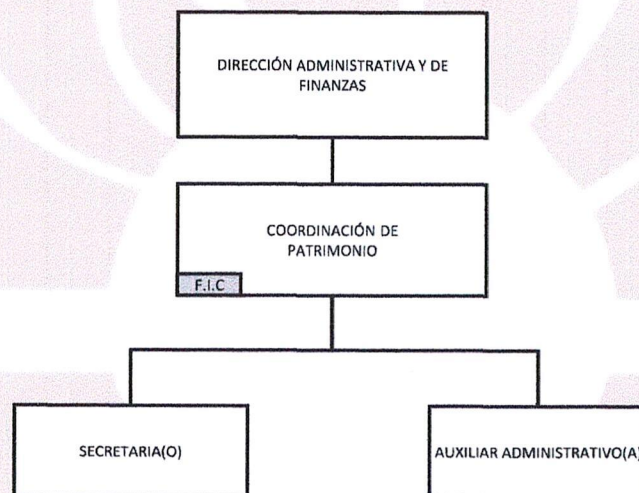 DIRECCIÓN ADMINISTRATIVA Y DE
FINANZAS
COORDINACIÓN DE
PATRIMONIO
F.I.C
SECRETARIA(O)
AUXILIAR ADMINISTRATIVO(A)